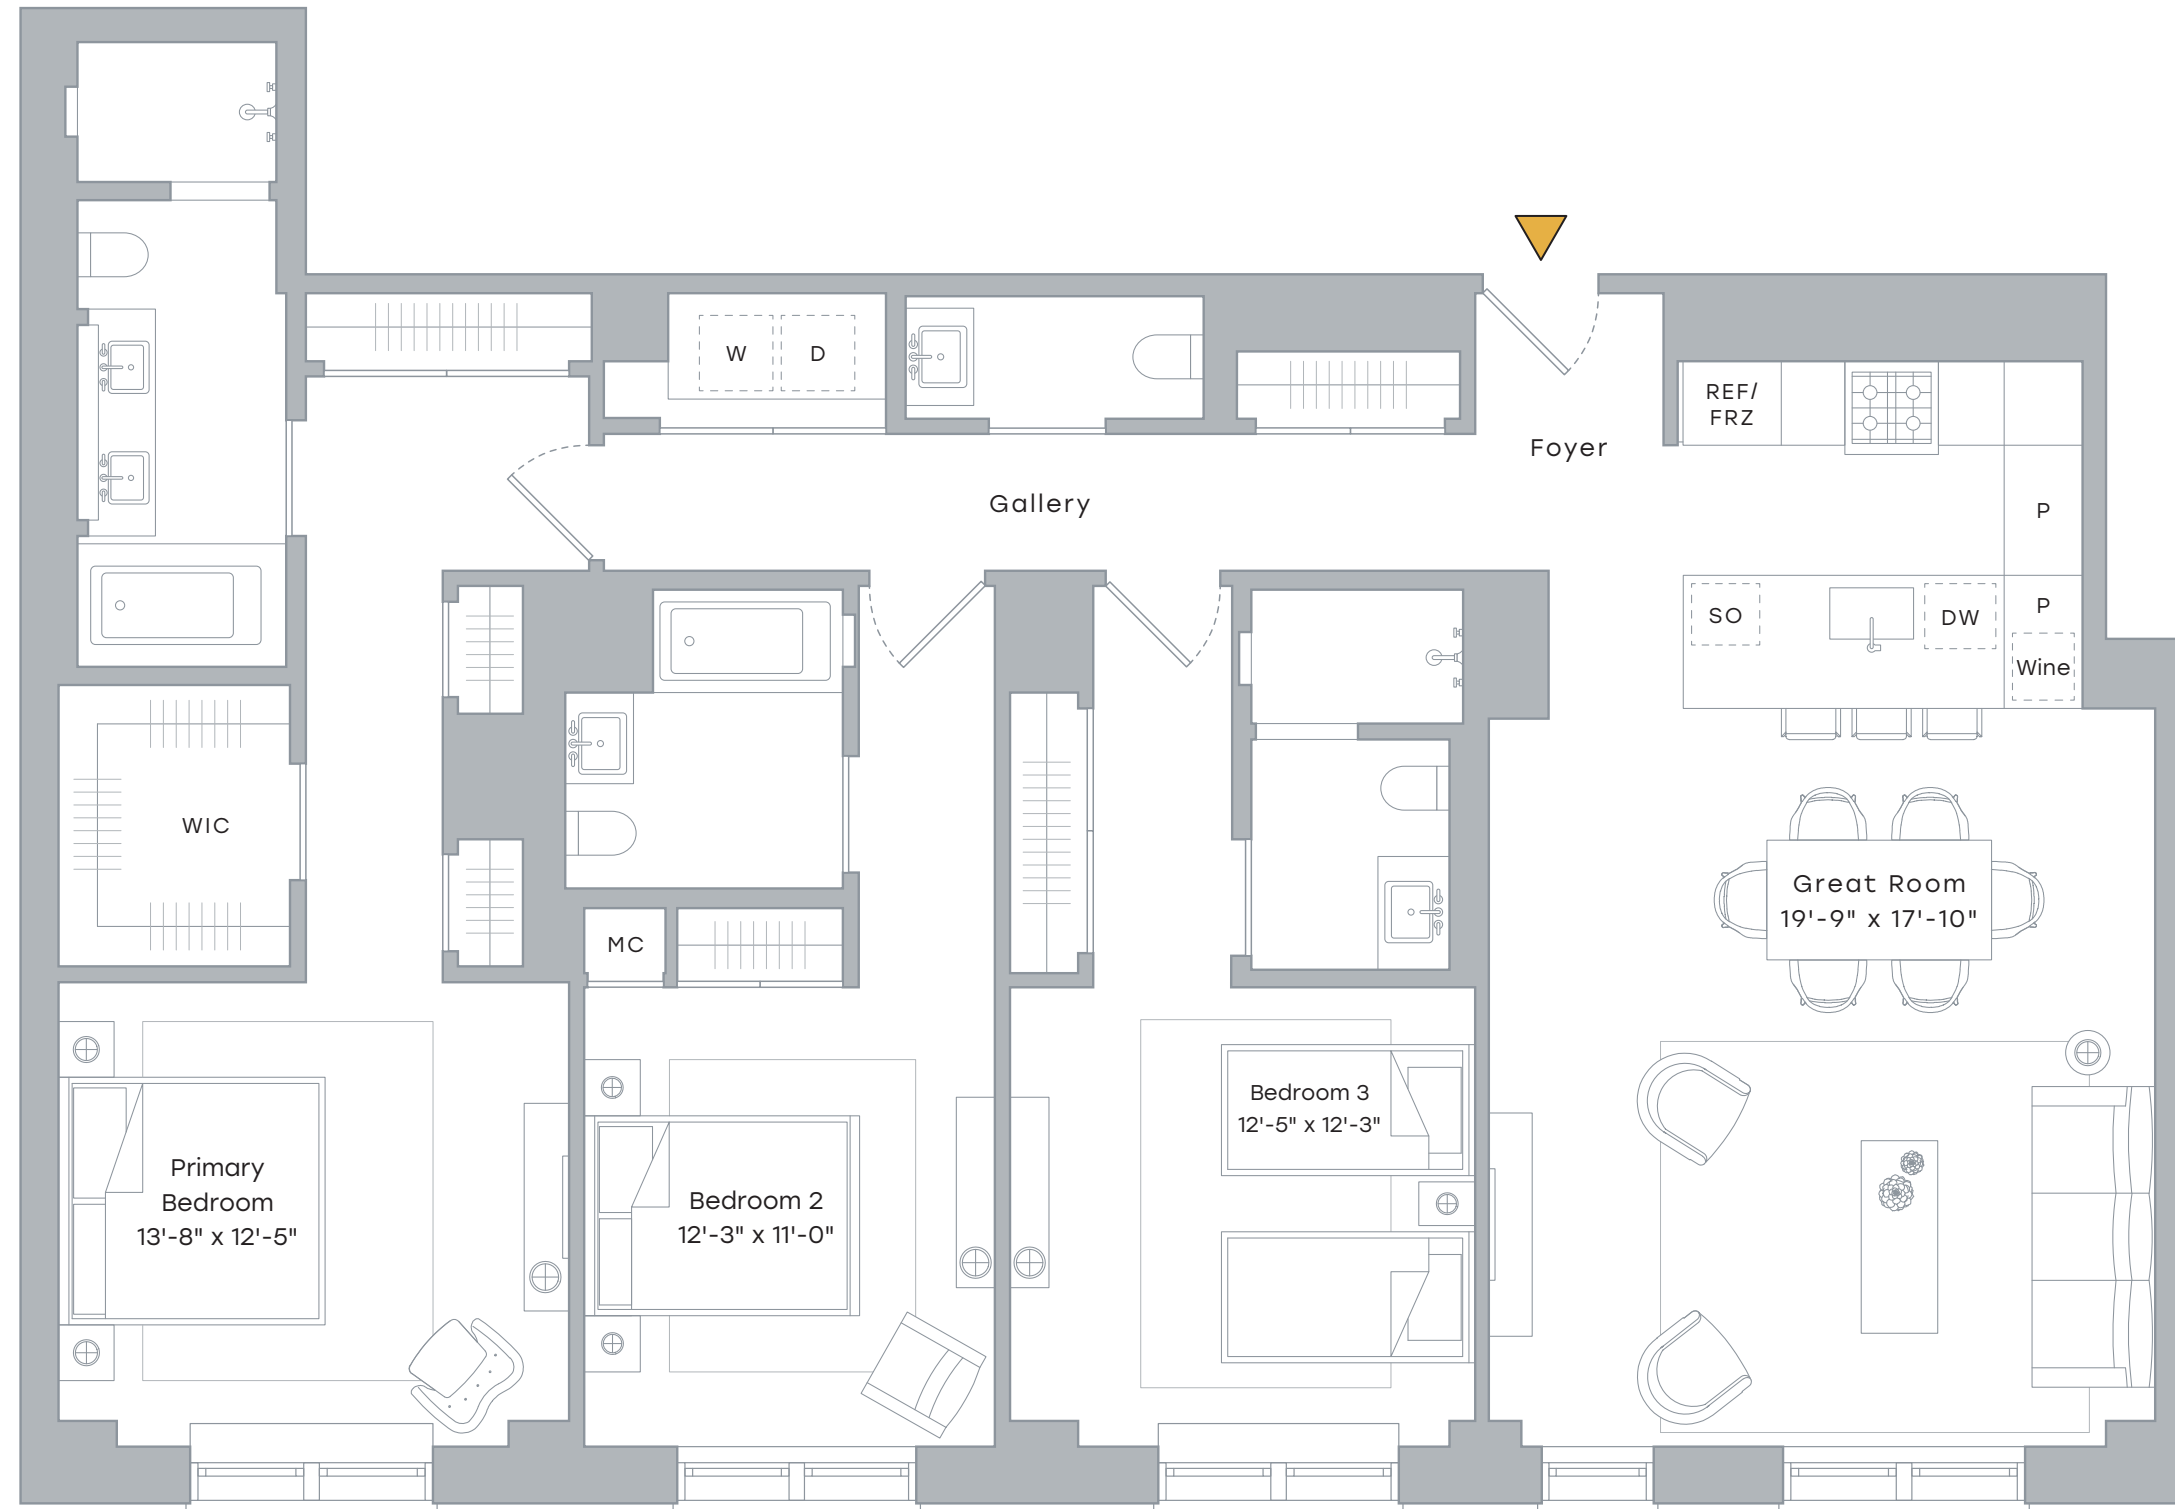 W
D
REF/
FRZ
Foyer
Gallery
P
SO
DW
P
Wine
WIC
MC
Great Room
19'-9" x 17'-10"
Primary
Bedroom
13'-8" x 12'-5"
Bedroom 2
12'-3" x 11'-0"
Bedroom 3
12'-5" x 12'-3"